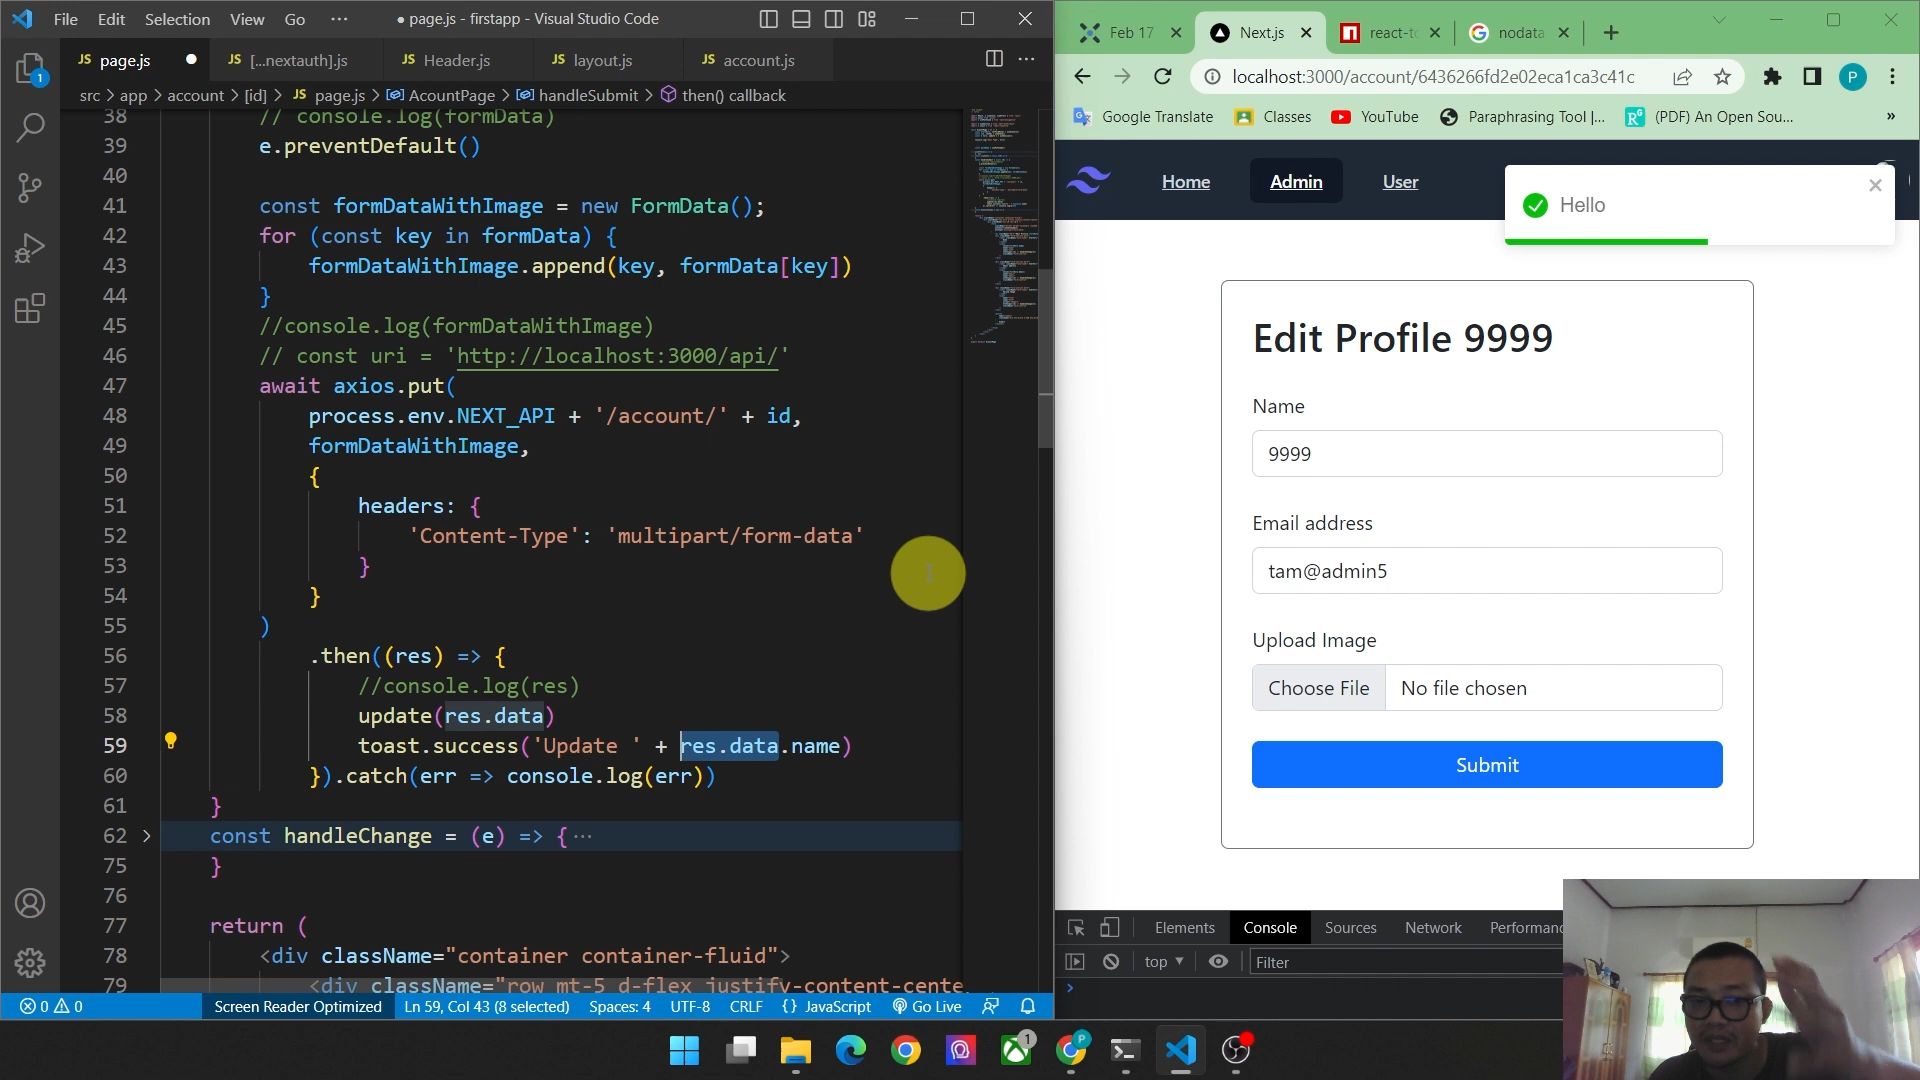 File Edit Selection View Go ··· ● page.js - firstapp - Visual Studio Code
JS page.js ● JS [...nextauth].js JS Header.js JS layout.js JS account.js
src > app > account > [id] > JS page.js > AcountPage > handleSubmit > then() callback
38 // console.log(formData)
39 e.preventDefault()
40
41 const formDataWithImage = new FormData();
42 for (const key in formData) {
43 formDataWithImage.append(key, formData[key])
44 }
45 //console.log(formDataWithImage)
46 // const uri = 'http://localhost:3000/api/'
47 await axios.put(
48 process.env.NEXT_API + '/account/' + id,
49 formDataWithImage,
50 {
51 headers: {
52 'Content-Type': 'multipart/form-data'
53 }
54 }
55 )
56 .then((res) => {
57 //console.log(res)
58 update(res.data)
59 toast.success('Update ' + res.data.name)
60 }).catch(err => console.log(err))
61 }
62 const handleChange = (e) => { ···
75 }
76
77 return (
78 <div className="container container-fluid">
79 <div className="row mt-5 d-flex justify-content-cente
0 0 Screen Reader Optimized Ln 59, Col 43 (8 selected) Spaces: 4 UTF-8 CRLF {} JavaScript Go Live
Feb 17 Next.js react-to nodata
localhost:3000/account/6436266fd2e02eca1ca3c41c P
Google Translate Classes YouTube Paraphrasing Tool |... (PDF) An Open Sou... »
Home Admin User
Hello
Edit Profile 9999
Name
9999
Email address
tam@admin5
Upload Image
Choose File No file chosen
Submit
Elements Console Sources Network Performanc
top Filter
1 P